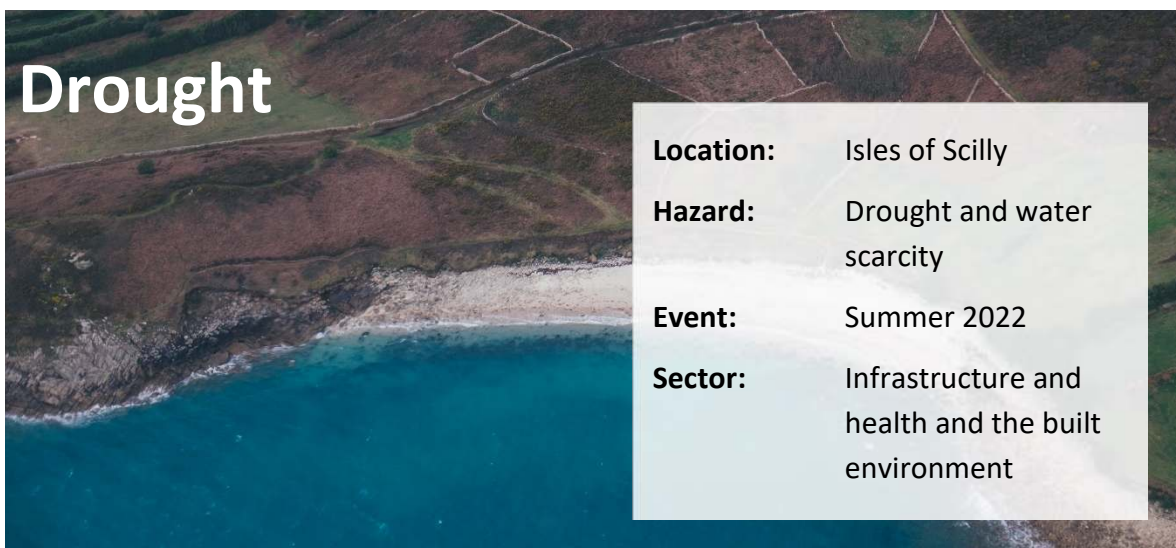 Drought
Location: Isles of Scilly
Hazard: Drought and water
scarcity
Event: Summer 2022
Sector: Infrastructure and
health and the built
environment